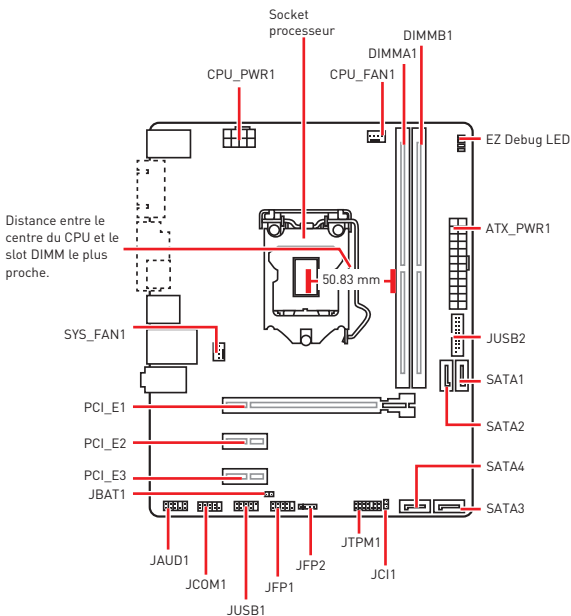 Socket
processeur
DIMMB1
DIMMA1
CPU_PWR1
CPU_FAN1
EZ Debug LED
Distance entre le
centre du CPU et le
slot DIMM le plus
proche.
ATX_PWR1
50.83 mm
SYS_FAN1
JUSB2
SATA1
PCI_E1
SATA2
PCI_E2
SATA4
PCI_E3
JBAT1
SATA3
JAUD1
JCOM1
JUSB1
JFP1
JFP2
JTPM1
JCI1